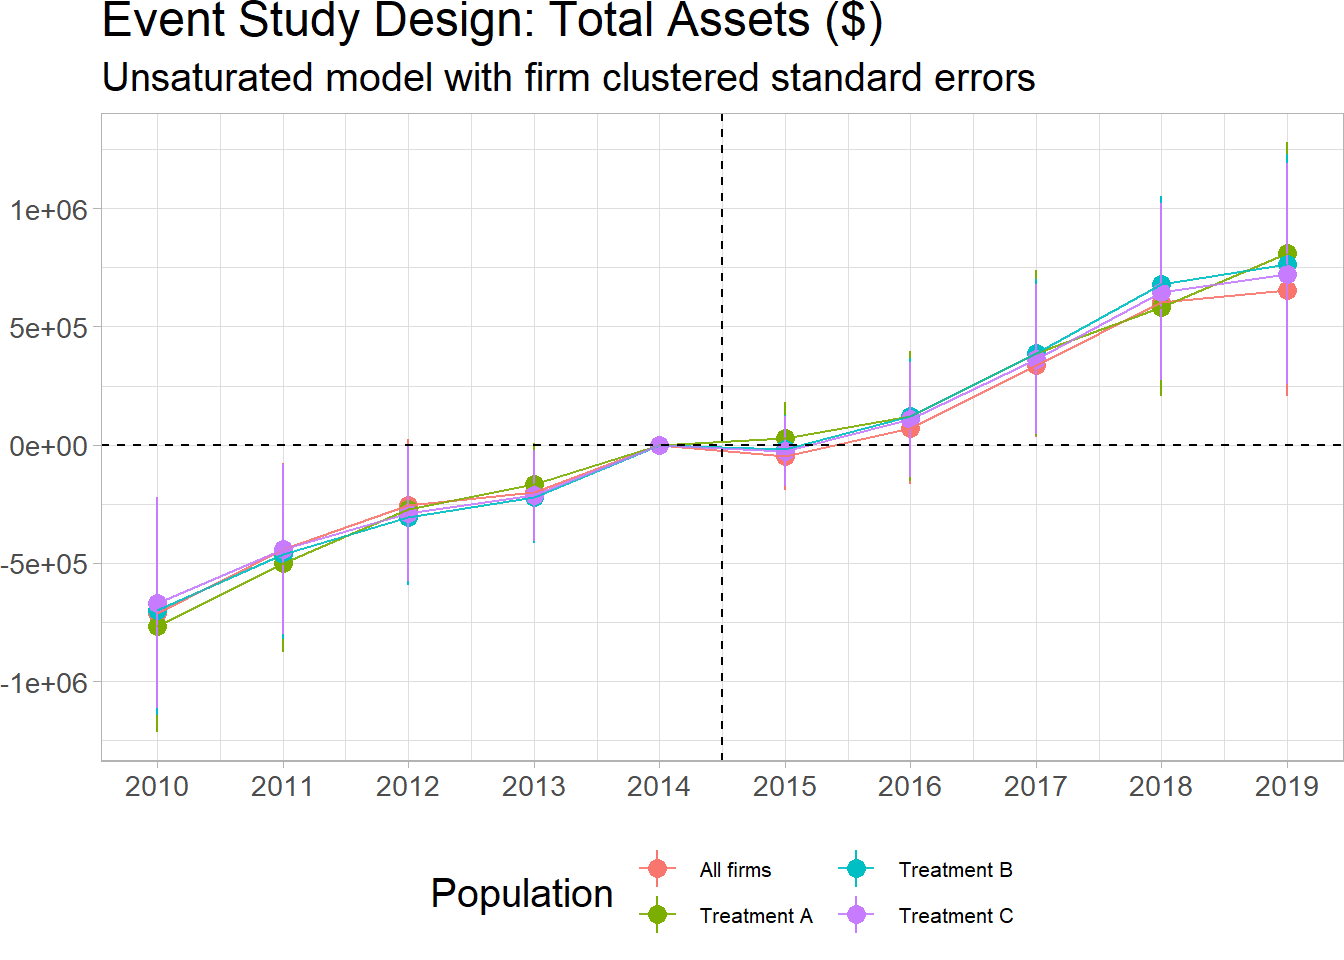 Event Study Design: Total Assets ($)
Unsaturated model with firm clustered standard errors
1e+06
5e+05
0e+00
-5e+05
-1e+06
2010 2011 2012 2013 2014 2015 2016 2017 2018 2019
Population
All firms
Treatment A
Treatment B
Treatment C